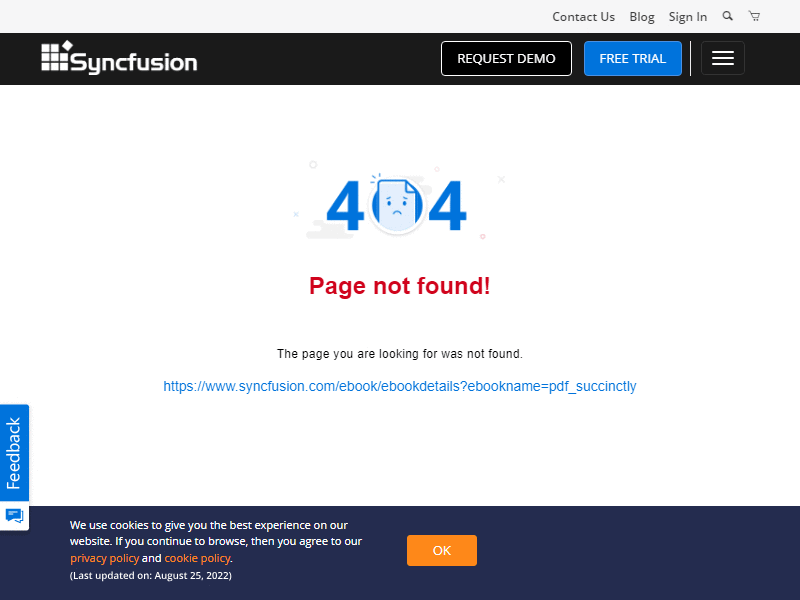 Contact Us Blog Sign In
Syncfusion
REQUEST DEMO
FREE TRIAL
404
Page not found!
The page you are looking for was not found.
https://www.syncfusion.com/ebook/ebookdetails?ebookname=pdf_succinctly
Feedback
We use cookies to give you the best experience on our
website. If you continue to browse, then you agree to our
privacy policy and cookie policy.
(Last updated on: August 25, 2022)
OK